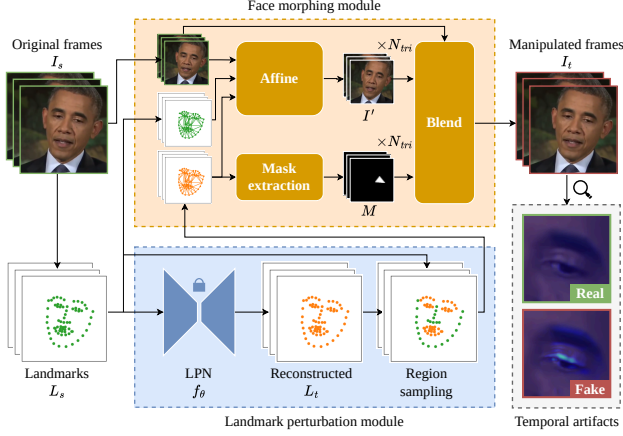 Face morphing module
Original frames
I_s
Affine
×N_tri
I′
Blend
Mask
extraction
×N_tri
M
Manipulated frames
I_t
Real
Fake
Temporal artifacts
Landmarks
L_s
LPN
f_θ
Reconstructed
L_t
Region
sampling
Landmark perturbation module